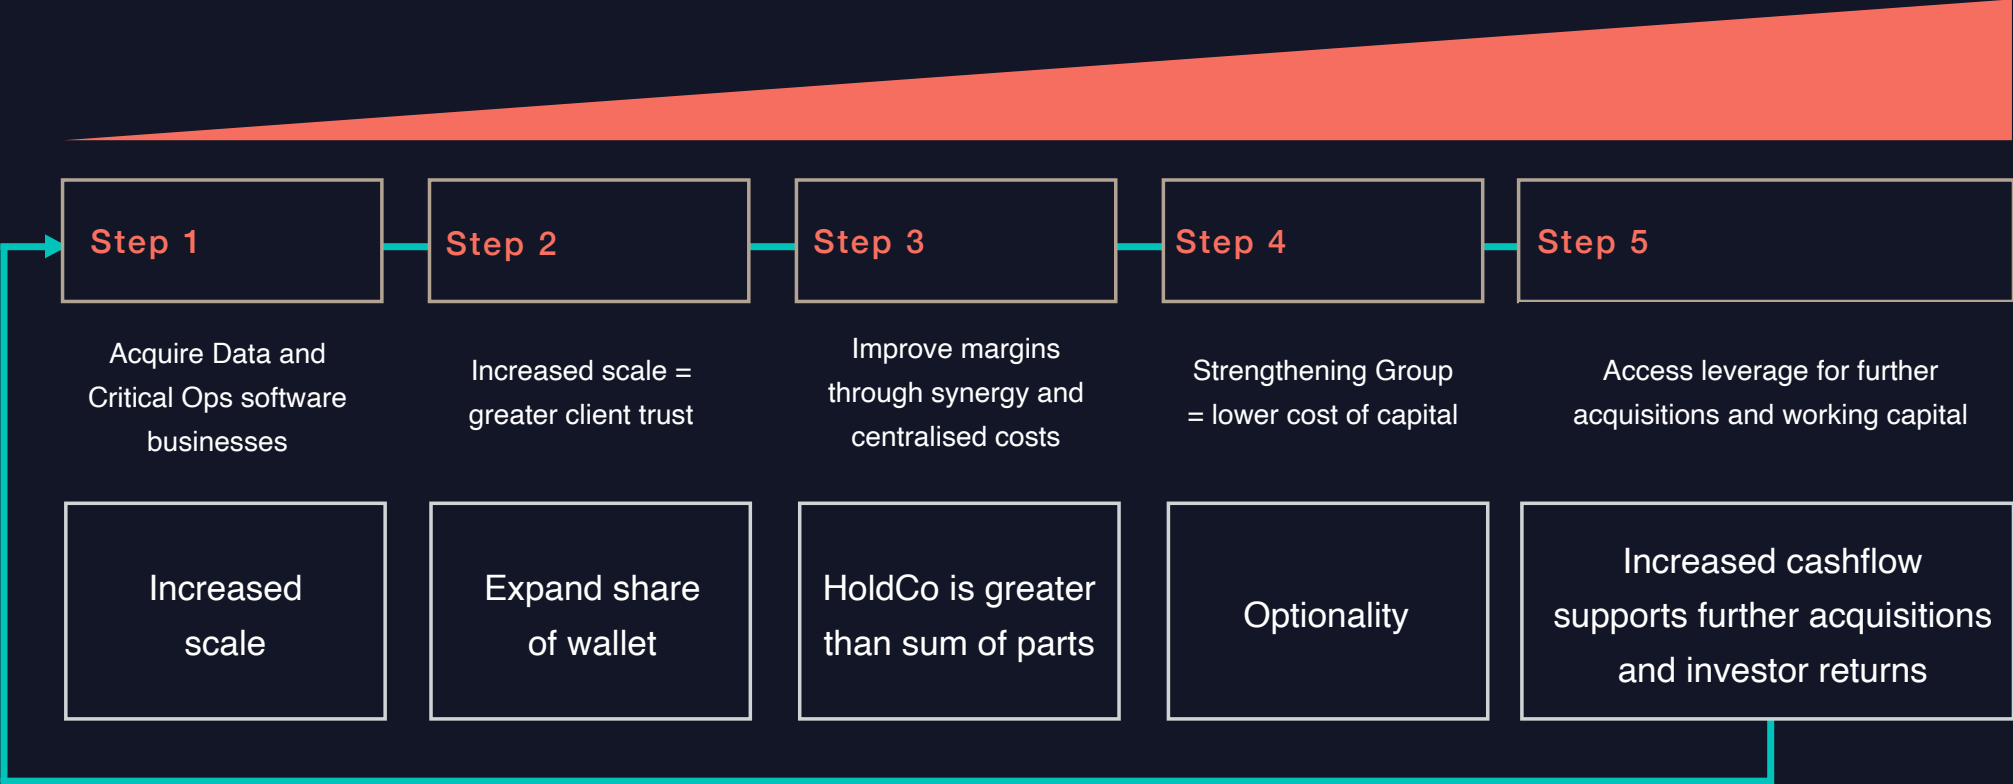 Step 1
Step 2
Step 3
Step 4
Step 5
Acquire Data and
Critical Ops software
businesses
Increased scale =
greater client trust
Improve margins
through synergy and
centralised costs
Strengthening Group
= lower cost of capital
Access leverage for further
acquisitions and working capital
Increased
scale
Expand share
of wallet
HoldCo is greater
than sum of parts
Optionality
Increased cashflow
supports further acquisitions
and investor returns